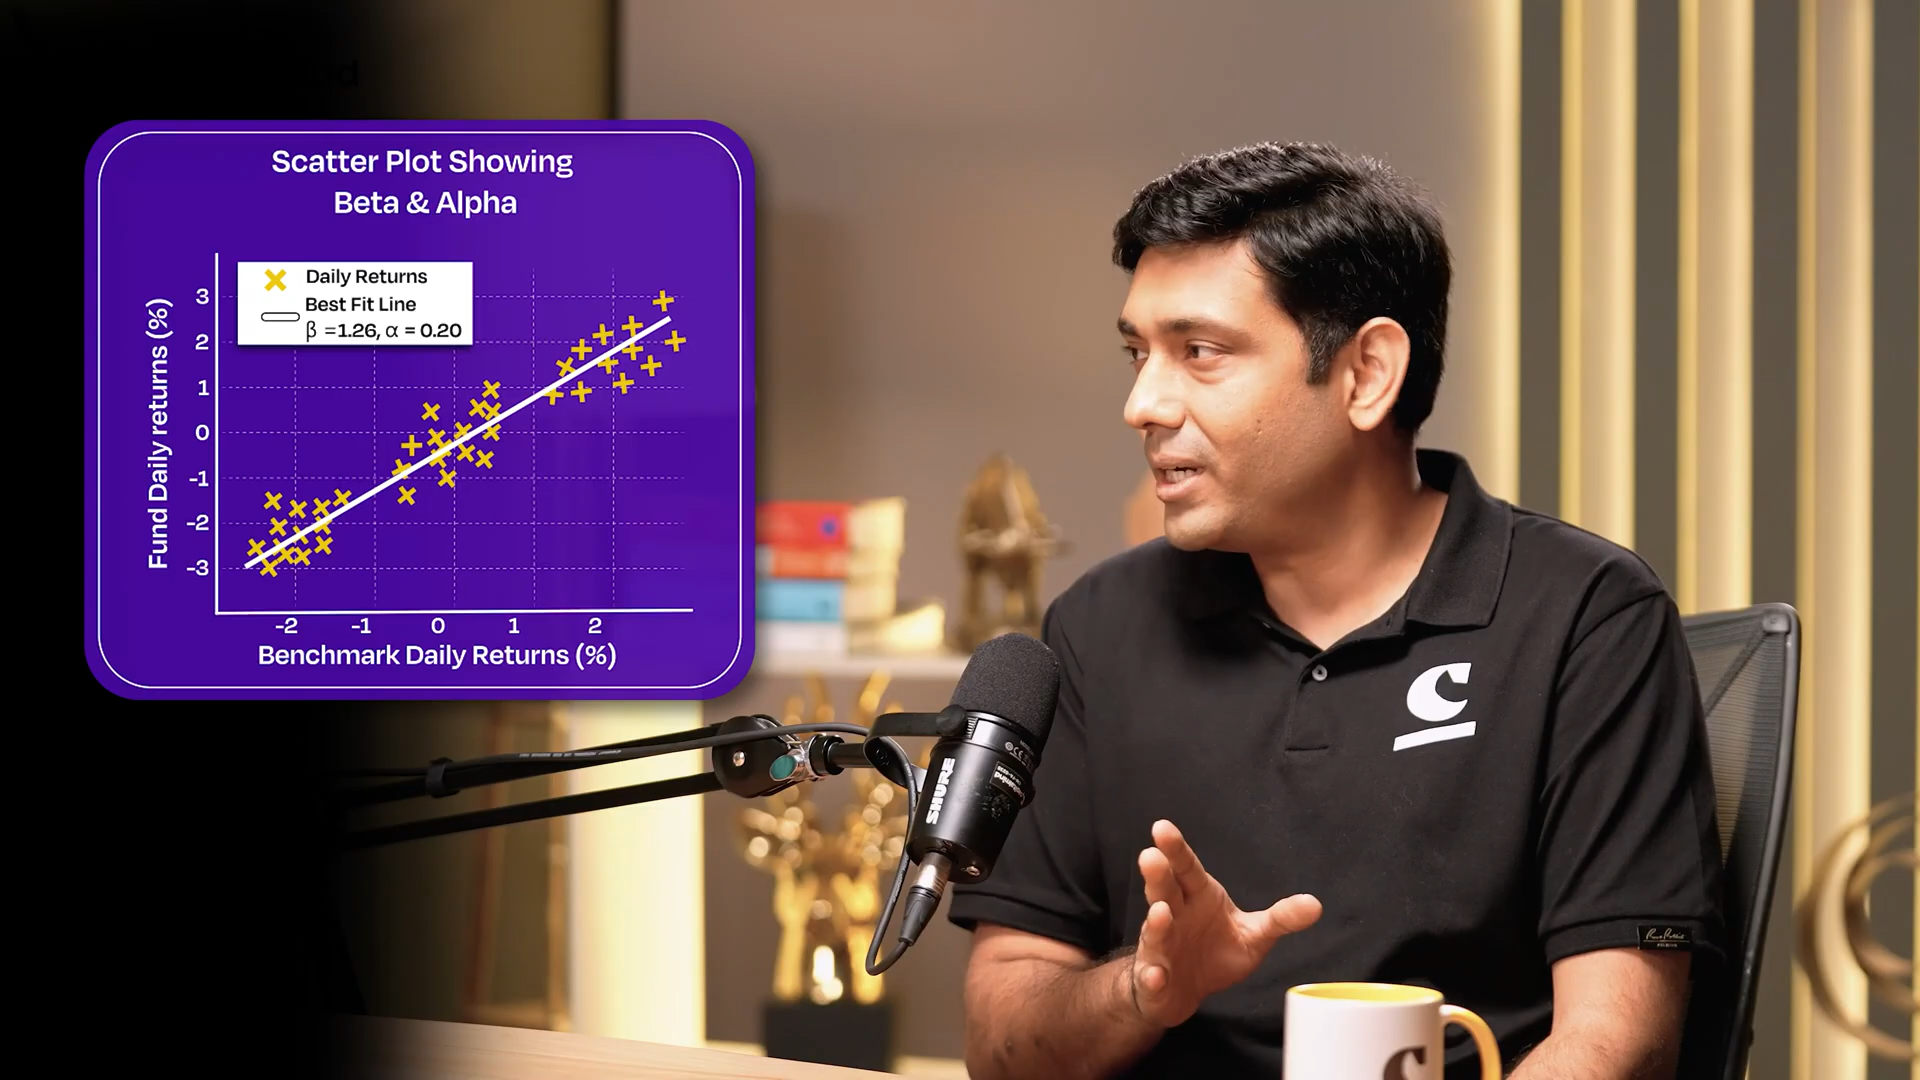 Scatter Plot Showing
Beta & Alpha
Daily Returns
Best Fit Line
β =1.26, α = 0.20
Fund Daily returns (%)
3
2
1
0
-1
-2
-3
-2 -1 0 1 2
Benchmark Daily Returns (%)
SHURE
C